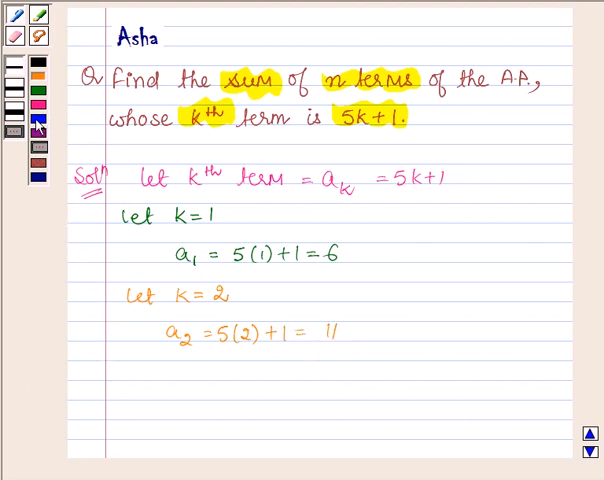 Asha
Q Find the sum of n terms of the A.P.,
whose kth term is 5k+1.
Solⁿ let kth term = aₖ = 5k+1
let k=1
a₁ = 5(1)+1=6
let k=2
a₂ =5(2)+1= 11